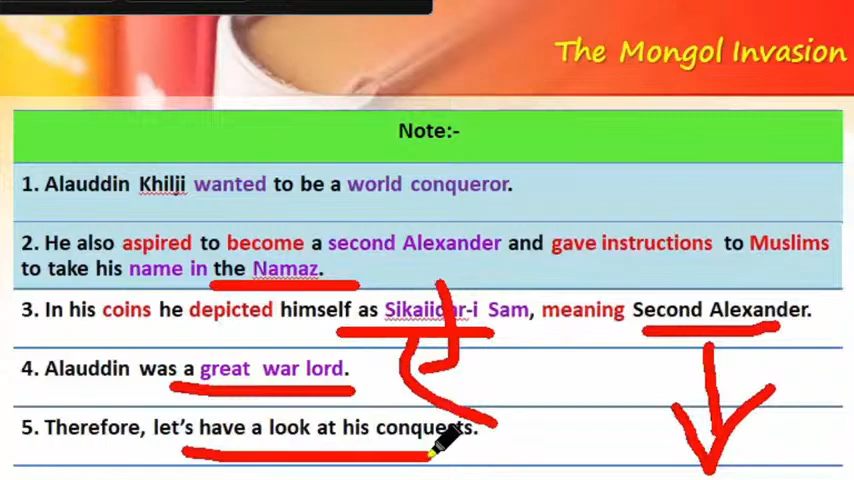 The Mongol Invasion
Note:-
1. Alauddin Khilji wanted to be a world conqueror.
2. He also aspired to become a second Alexander and gave instructions to Muslims
to take his name in the Namaz.
3. In his coins he depicted himself as Sikaiidar-i Sam, meaning Second Alexander.
4. Alauddin was a great war lord.
5. Therefore, let's have a look at his conquests.